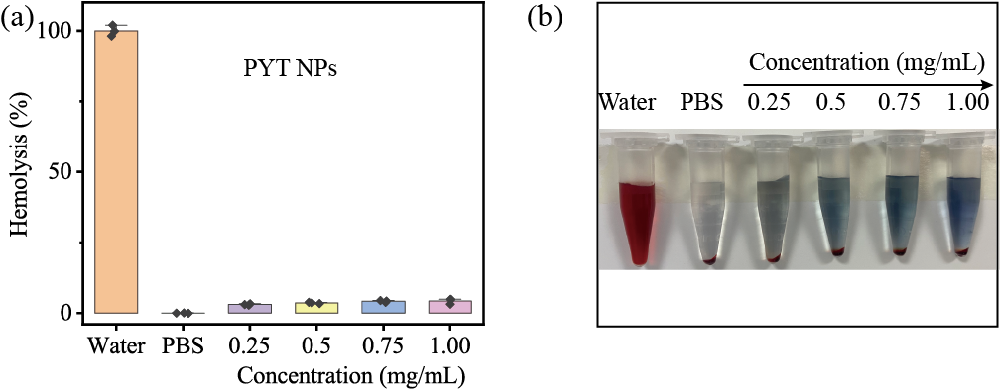 (a)
100
50
0
Hemolysis (%)
PYT NPs
Water PBS 0.25 0.5 0.75 1.00
Concentration (mg/mL)
(b)
Concentration (mg/mL)
Water PBS 0.25 0.5 0.75 1.00